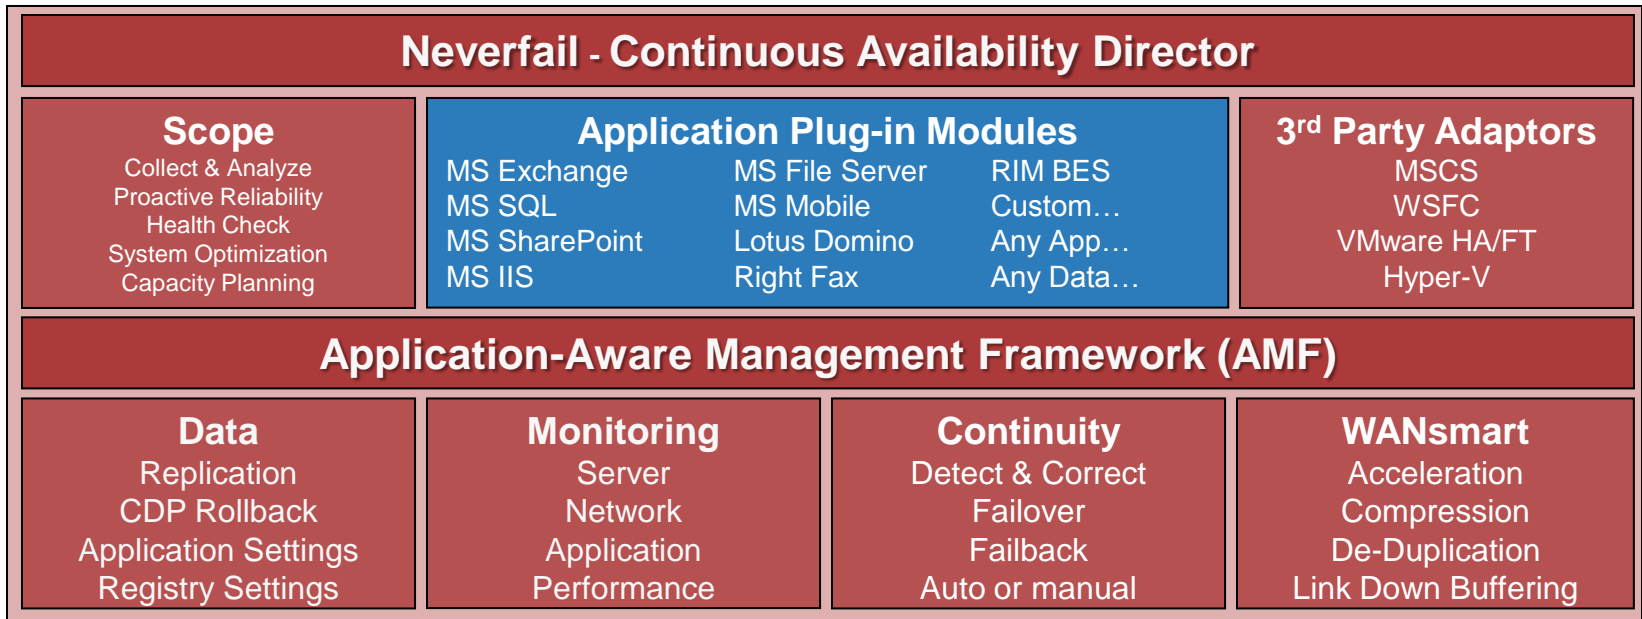 Neverfail - Continuous Availability Director
Scope
Collect & Analyze
Proactive Reliability
Health Check
System Optimization
Capacity Planning
Application Plug-in Modules
MS Exchange
MS SQL
MS SharePoint
MS IIS
MS File Server
MS Mobile
Lotus Domino
Right Fax
RIM BES
Custom…
Any App…
Any Data…
3rd Party Adaptors
MSCS
WSFC
VMware HA/FT
Hyper-V
Application-Aware Management Framework (AMF)
Data
Replication
CDP Rollback
Application Settings
Registry Settings
Monitoring
Server
Network
Application
Performance
Continuity
Detect & Correct
Failover
Failback
Auto or manual
WANsmart
Acceleration
Compression
De-Duplication
Link Down Buffering